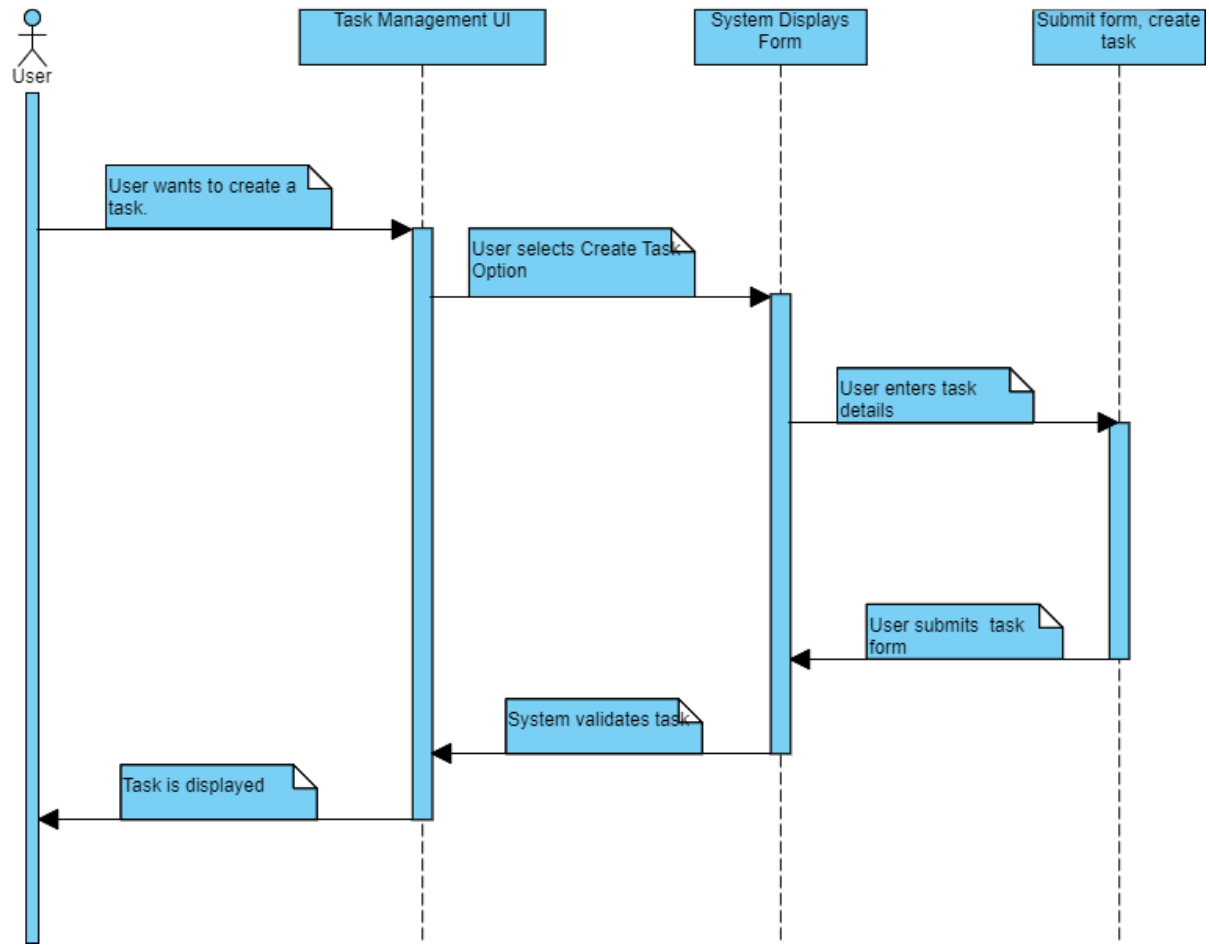 Task Management UI
System Displays
Form
Submit form, create
task
User
User wants to create a
task.
User selects Create Task
Option
User enters task
details
User submits  task
form
System validates task
Task is displayed